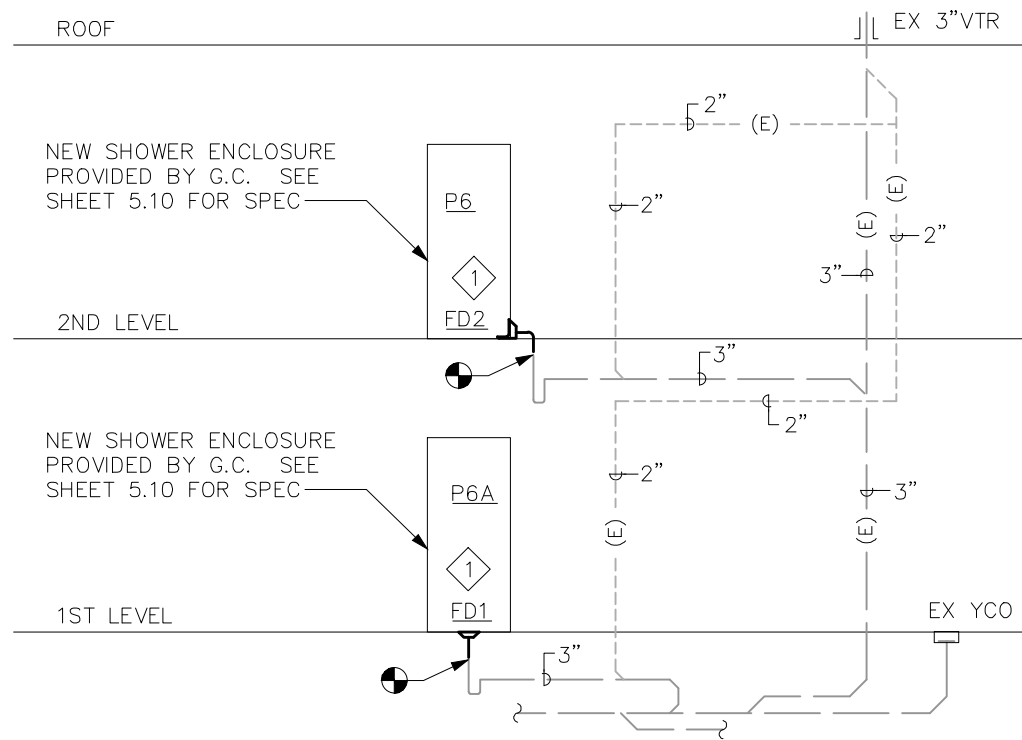 ROOF
EX 3”VTR
2”
(E)
NEW SHOWER ENCLOSURE
PROVIDED BY G.C. SEE
SHEET 5.10 FOR SPEC
P6
1
FD2
2”
(E)
(E)
2”
3”
2ND LEVEL
3”
2”
NEW SHOWER ENCLOSURE
PROVIDED BY G.C. SEE
SHEET 5.10 FOR SPEC
P6A
1
FD1
2”
3”
(E)
(E)
1ST LEVEL
EX YCO
3”